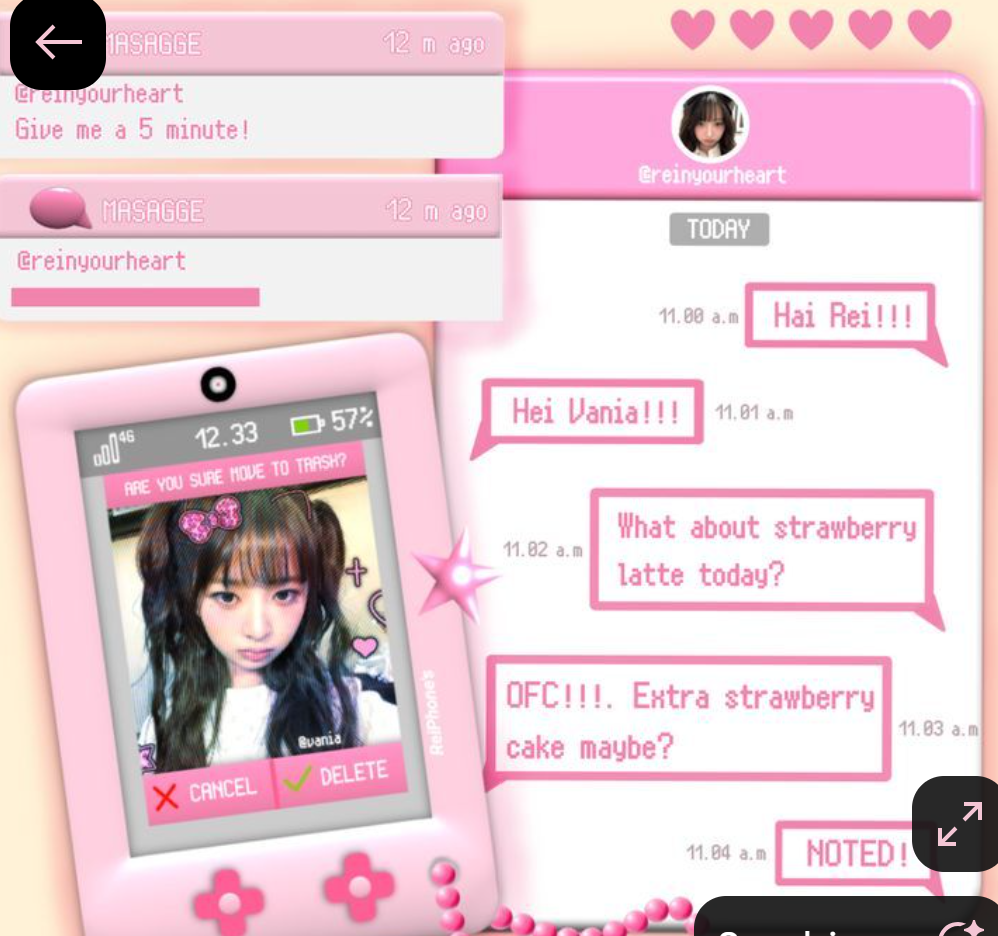 MASAGGE
12 m ago
@reinyourheart
Give me a 5 minute!
MASAGGE
12 m ago
@reinyourheart
@reinyourheart
TODAY
11.00 a.m
Hai Rei!!!
Hei Vania!!!
11.01 a.m
11.02 a.m
What about strawberry
latte today?
OFC!!!. Extra strawberry
cake maybe?
11.03 a.m
11.04 a.m
NOTED!
4G
12.33
57%
ARE YOU SURE MOVE TO TRASH?
@vania
CANCEL
DELETE
ReiPhone's